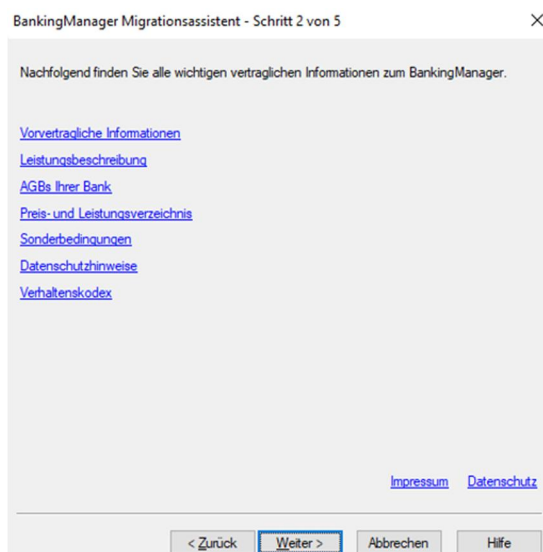 BankingManager Migrationsassistent - Schritt 2 von 5
Nachfolgend finden Sie alle wichtigen vertraglichen Informationen zum BankingManager.
Vorvertragliche Informationen
Leistungsbeschreibung
AGBs Ihrer Bank
Preis- und Leistungsverzeichnis
Sonderbedingungen
Datenschutzhinweise
Verhaltenskodex
Impressum Datenschutz
< Zurück Weiter > Abbrechen Hilfe